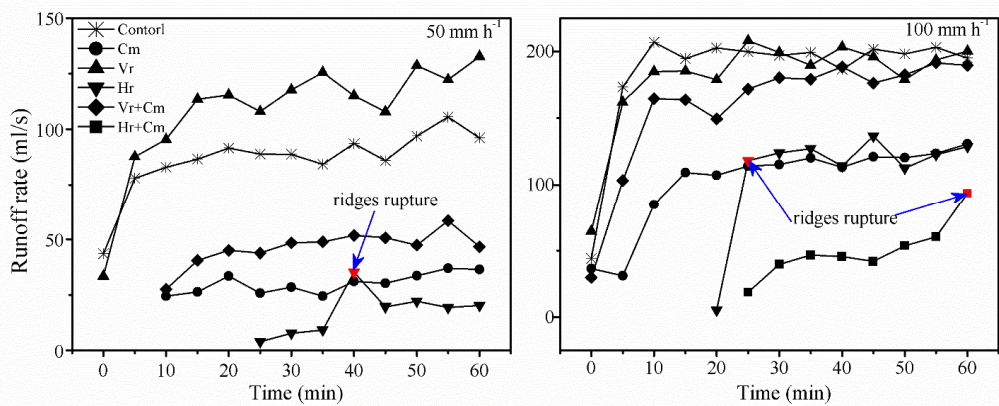 150
100
50
0
Runoff rate (ml/s)
Contorl
Cm
Vr
Hr
Vr+Cm
Hr+Cm
50 mm h⁻¹
ridges rupture
0 10 20 30 40 50 60
Time (min)
200
100
0
100 mm h⁻¹
ridges rupture
0 10 20 30 40 50 60
Time (min)